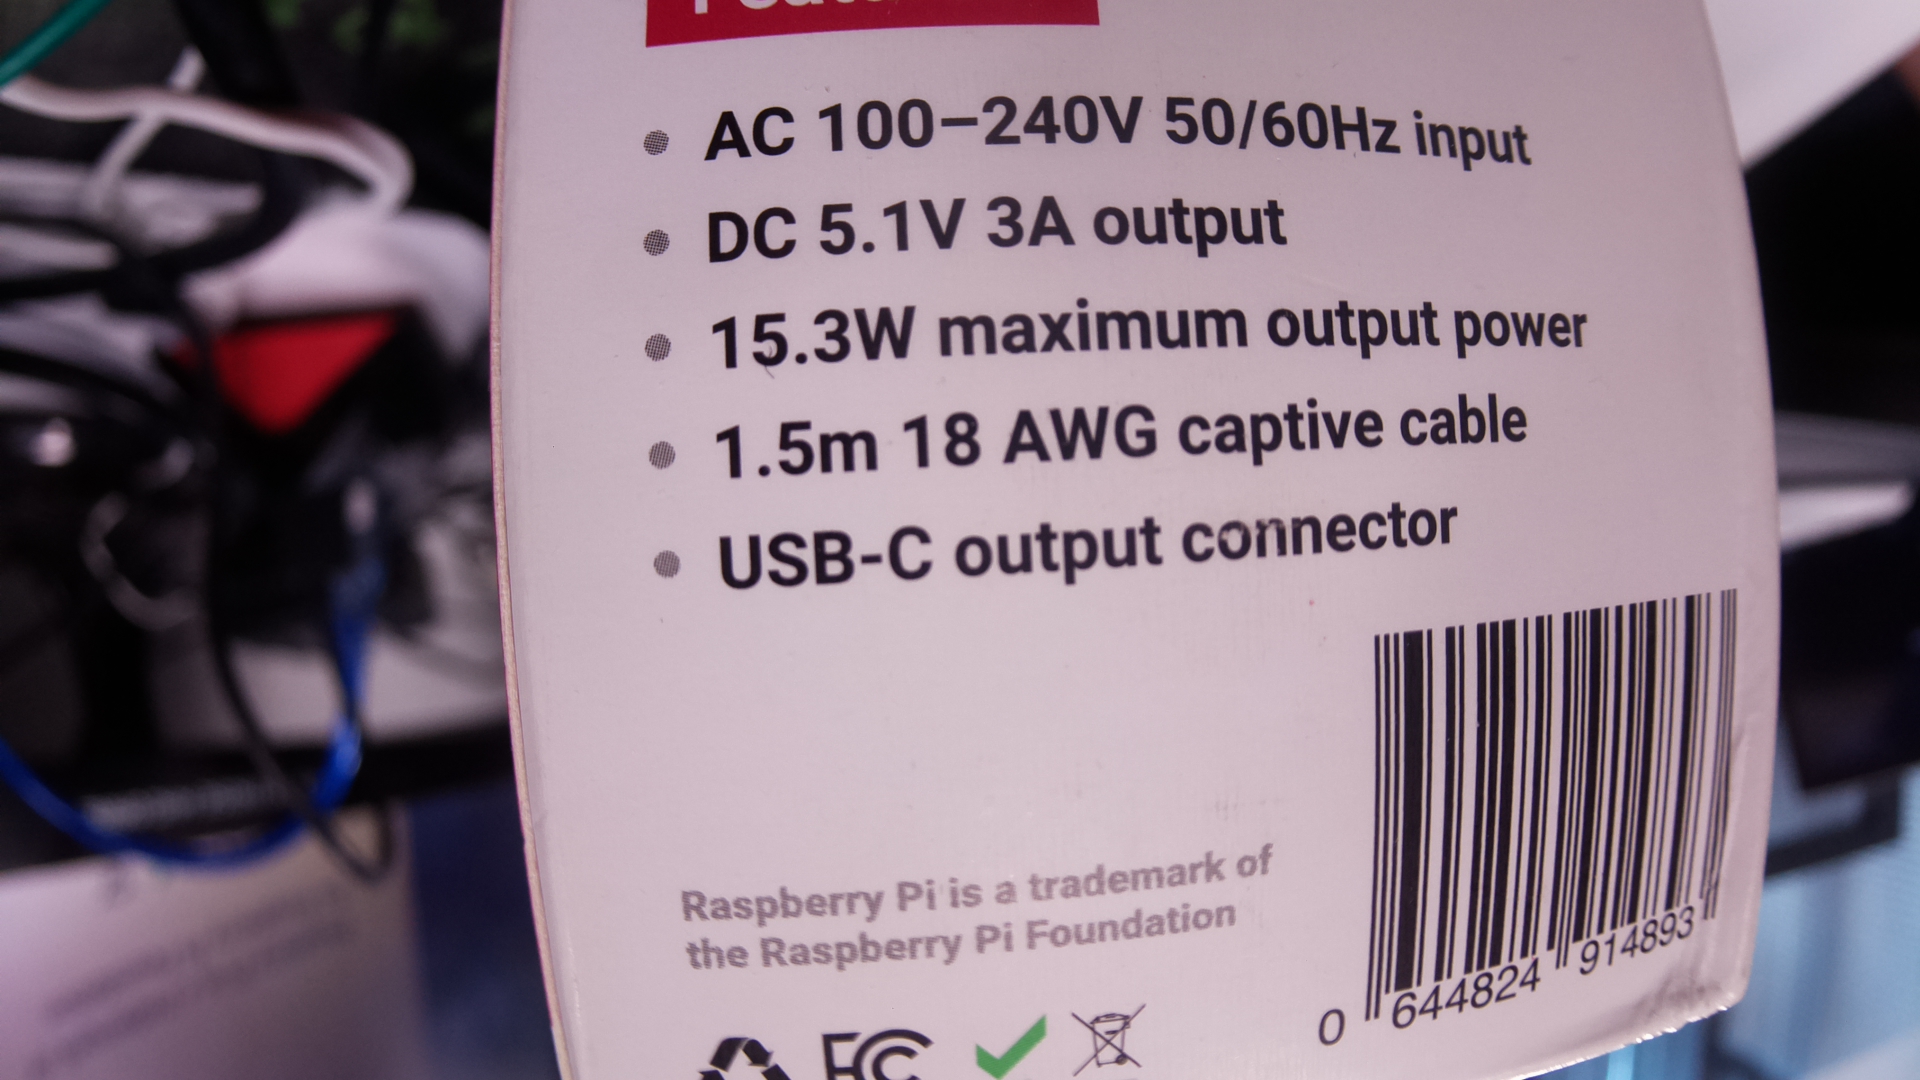 AC 100–240V 50/60Hz input
DC 5.1V 3A output
15.3W maximum output power
1.5m 18 AWG captive cable
USB-C output connector
Raspberry Pi is a trademark of
the Raspberry Pi Foundation
0 644824 914893
FC